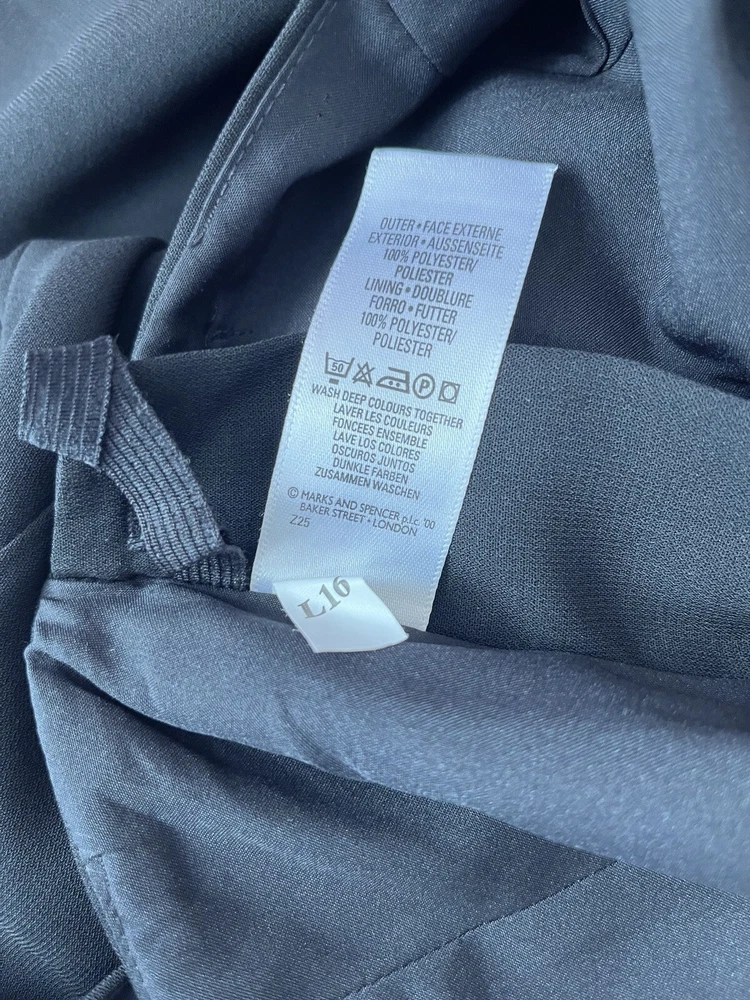 OUTER • FACE EXTERNE
EXTERIOR • AUSSENSEITE
100% POLYESTER/
POLIESTER
LINING • DOUBLURE
FORRO • FUTTER
100% POLYESTER/
POLIESTER
50 P
WASH DEEP COLOURS TOGETHER
LAVER LES COULEURS
FONCEES ENSEMBLE
LAVE LOS COLORES
OSCUROS JUNTOS
DUNKLE FARBEN
ZUSAMMEN WASCHEN
© MARKS AND SPENCER p.l.c. '00
BAKER STREET • LONDON
Z25
L16